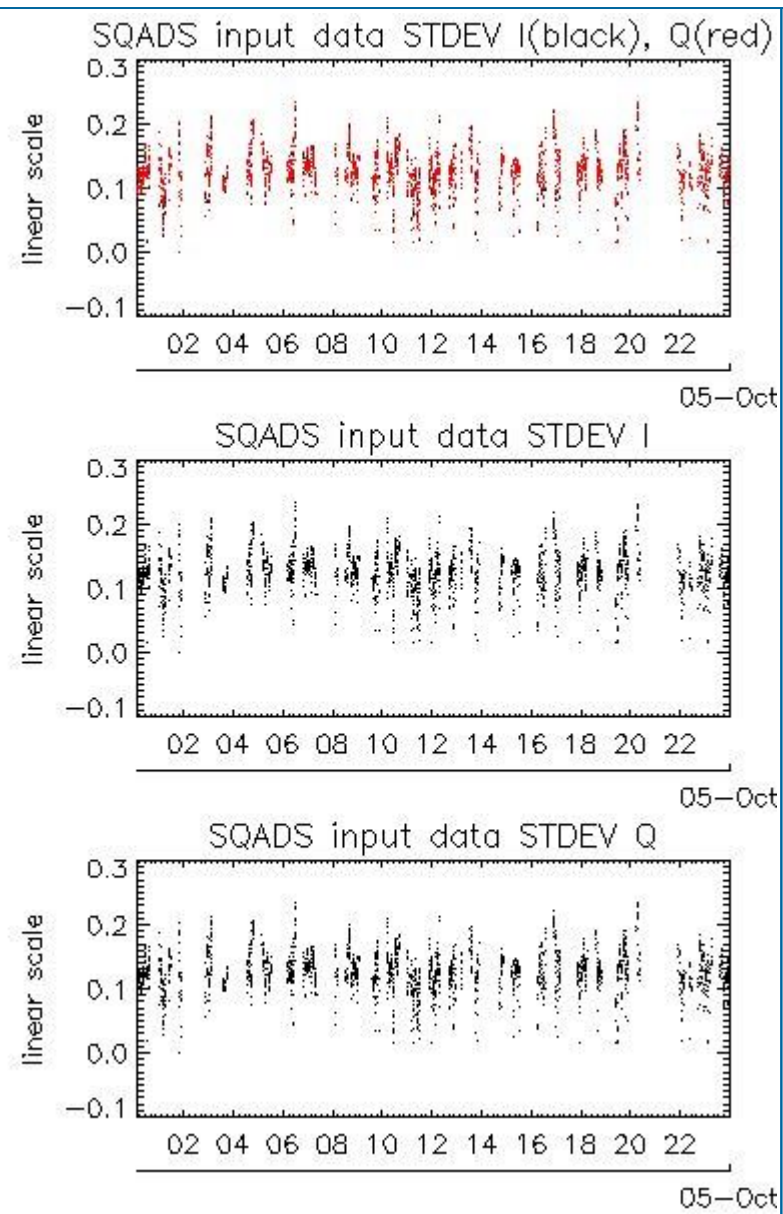 SQADS input data STDEV I(black), Q(red)
0.3
0.2
0.1
0.0
−0.1
linear scale
02 04 06 08 10 12 14 16 18 20 22
05−Oct
SQADS input data STDEV I
0.3
0.2
0.1
0.0
−0.1
linear scale
02 04 06 08 10 12 14 16 18 20 22
05−Oct
SQADS input data STDEV Q
0.3
0.2
0.1
0.0
−0.1
linear scale
02 04 06 08 10 12 14 16 18 20 22
05−Oct